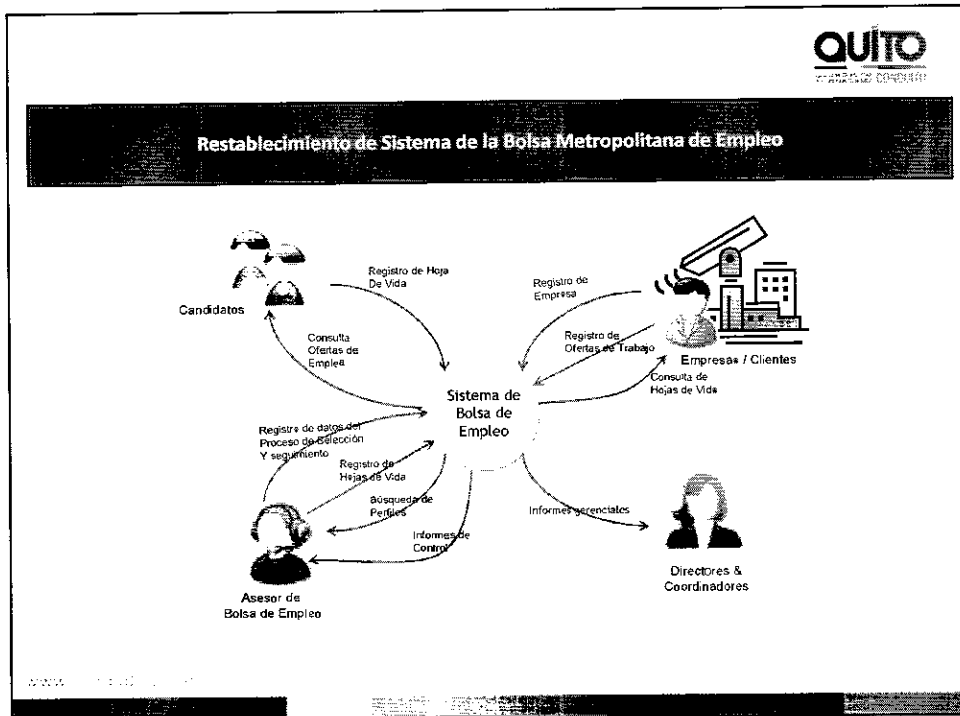 QUITO
Restablecimiento de Sistema de la Bolsa Metropolitana de Empleo
Candidatos
Registro de Hoja
De Vida
Consulta
Ofertas de
Emplea
Registro de
Empresa
Registro de
Ofertas de Trabajo
Empresas / Clientes
Consulta de
Hojas de Vida
Sistema de
Bolsa de
Empleo
Registro de datos del
Proceso de Selección
Y seguimiento
Registro de
Hojas de Vida
Búsqueda de
Perfiles
Informes de
Control
Asesor de
Bolsa de Empleo
Informes gerenciales
Directores &
Coordinadores